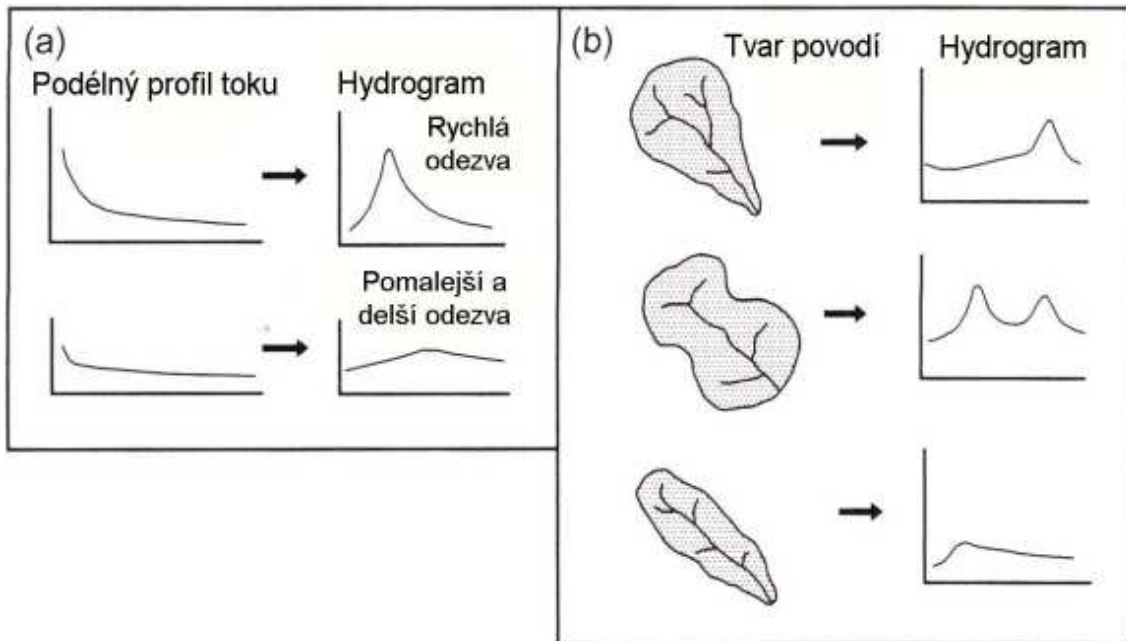 (a)
Podélný profil toku
Hydrogram
Rychlá
odezva
Pomalejší a
delší odezva
(b)
Tvar povodí
Hydrogram